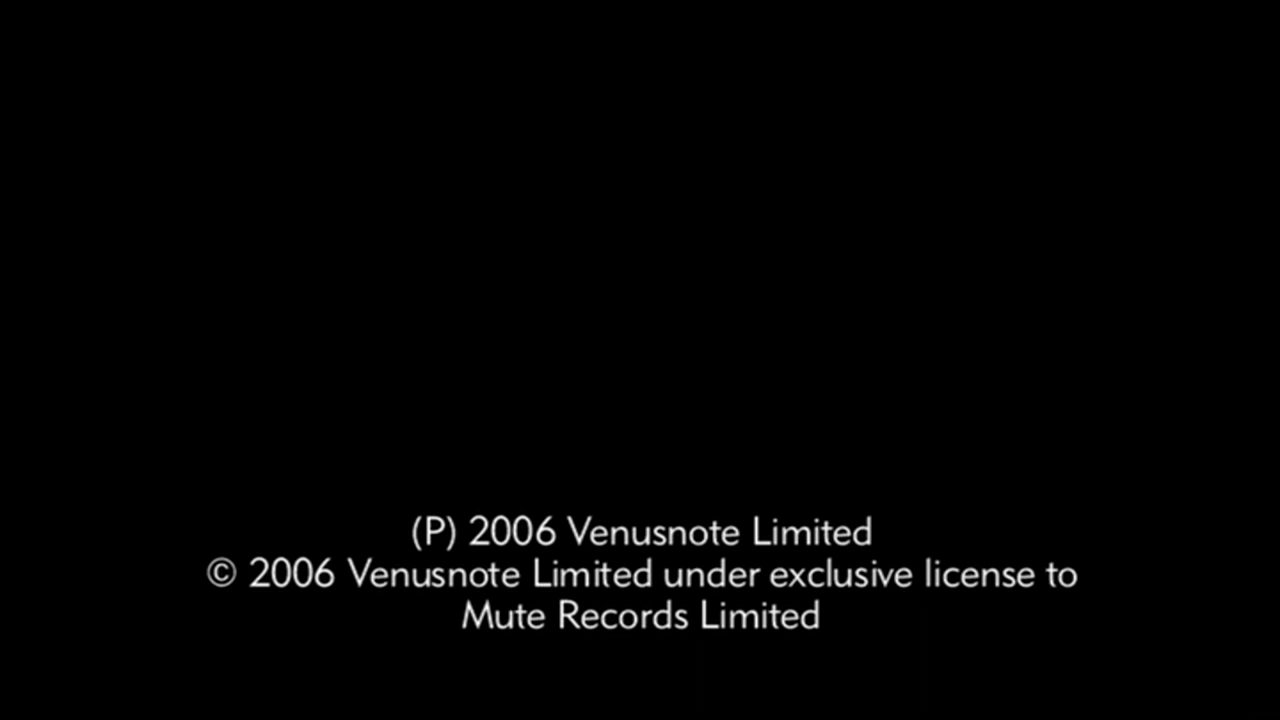 (P) 2006 Venusnote Limited
© 2006 Venusnote Limited under exclusive license to
Mute Records Limited